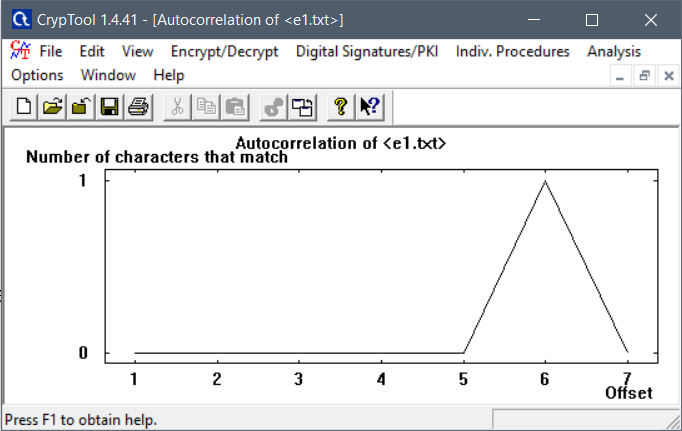 CrypTool 1.4.41 - [Autocorrelation of <e1.txt>]
File Edit View Encrypt/Decrypt Digital Signatures/PKI Indiv. Procedures Analysis
Options Window Help
Autocorrelation of <e1.txt>
Number of characters that match
1
0
1 2 3 4 5 6 7
Offset
Press F1 to obtain help.